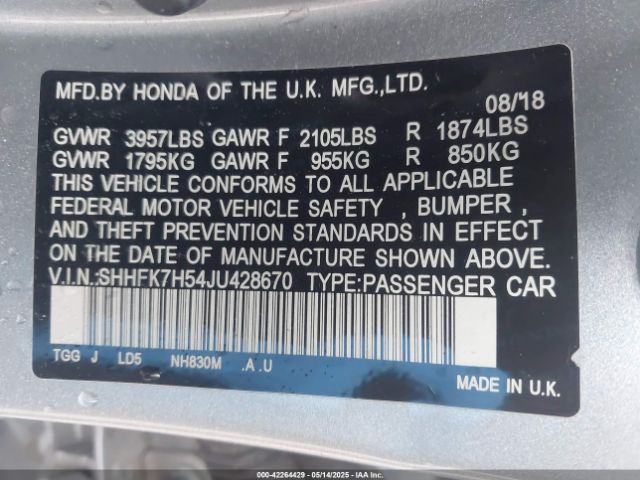 MFD.BY HONDA OF THE U.K. MFG.,LTD.
08/18
GVWR 3957LBS GAWR F 2105LBS R 1874LBS
GVWR 1795KG GAWR F 955KG R 850KG
THIS VEHICLE CONFORMS TO ALL APPLICABLE
FEDERAL MOTOR VEHICLE SAFETY , BUMPER ,
AND THEFT PREVENTION STANDARDS IN EFFECT
ON THE DATE OF MANUFACTURE SHOWN ABOVE.
V.I.N.:SHHFK7H54JU428670 TYPE:PASSENGER CAR
TGG J LD5 NH830M .A .U
MADE IN U.K.
000-42264429 - 05/14/2025 - IAAI.COM